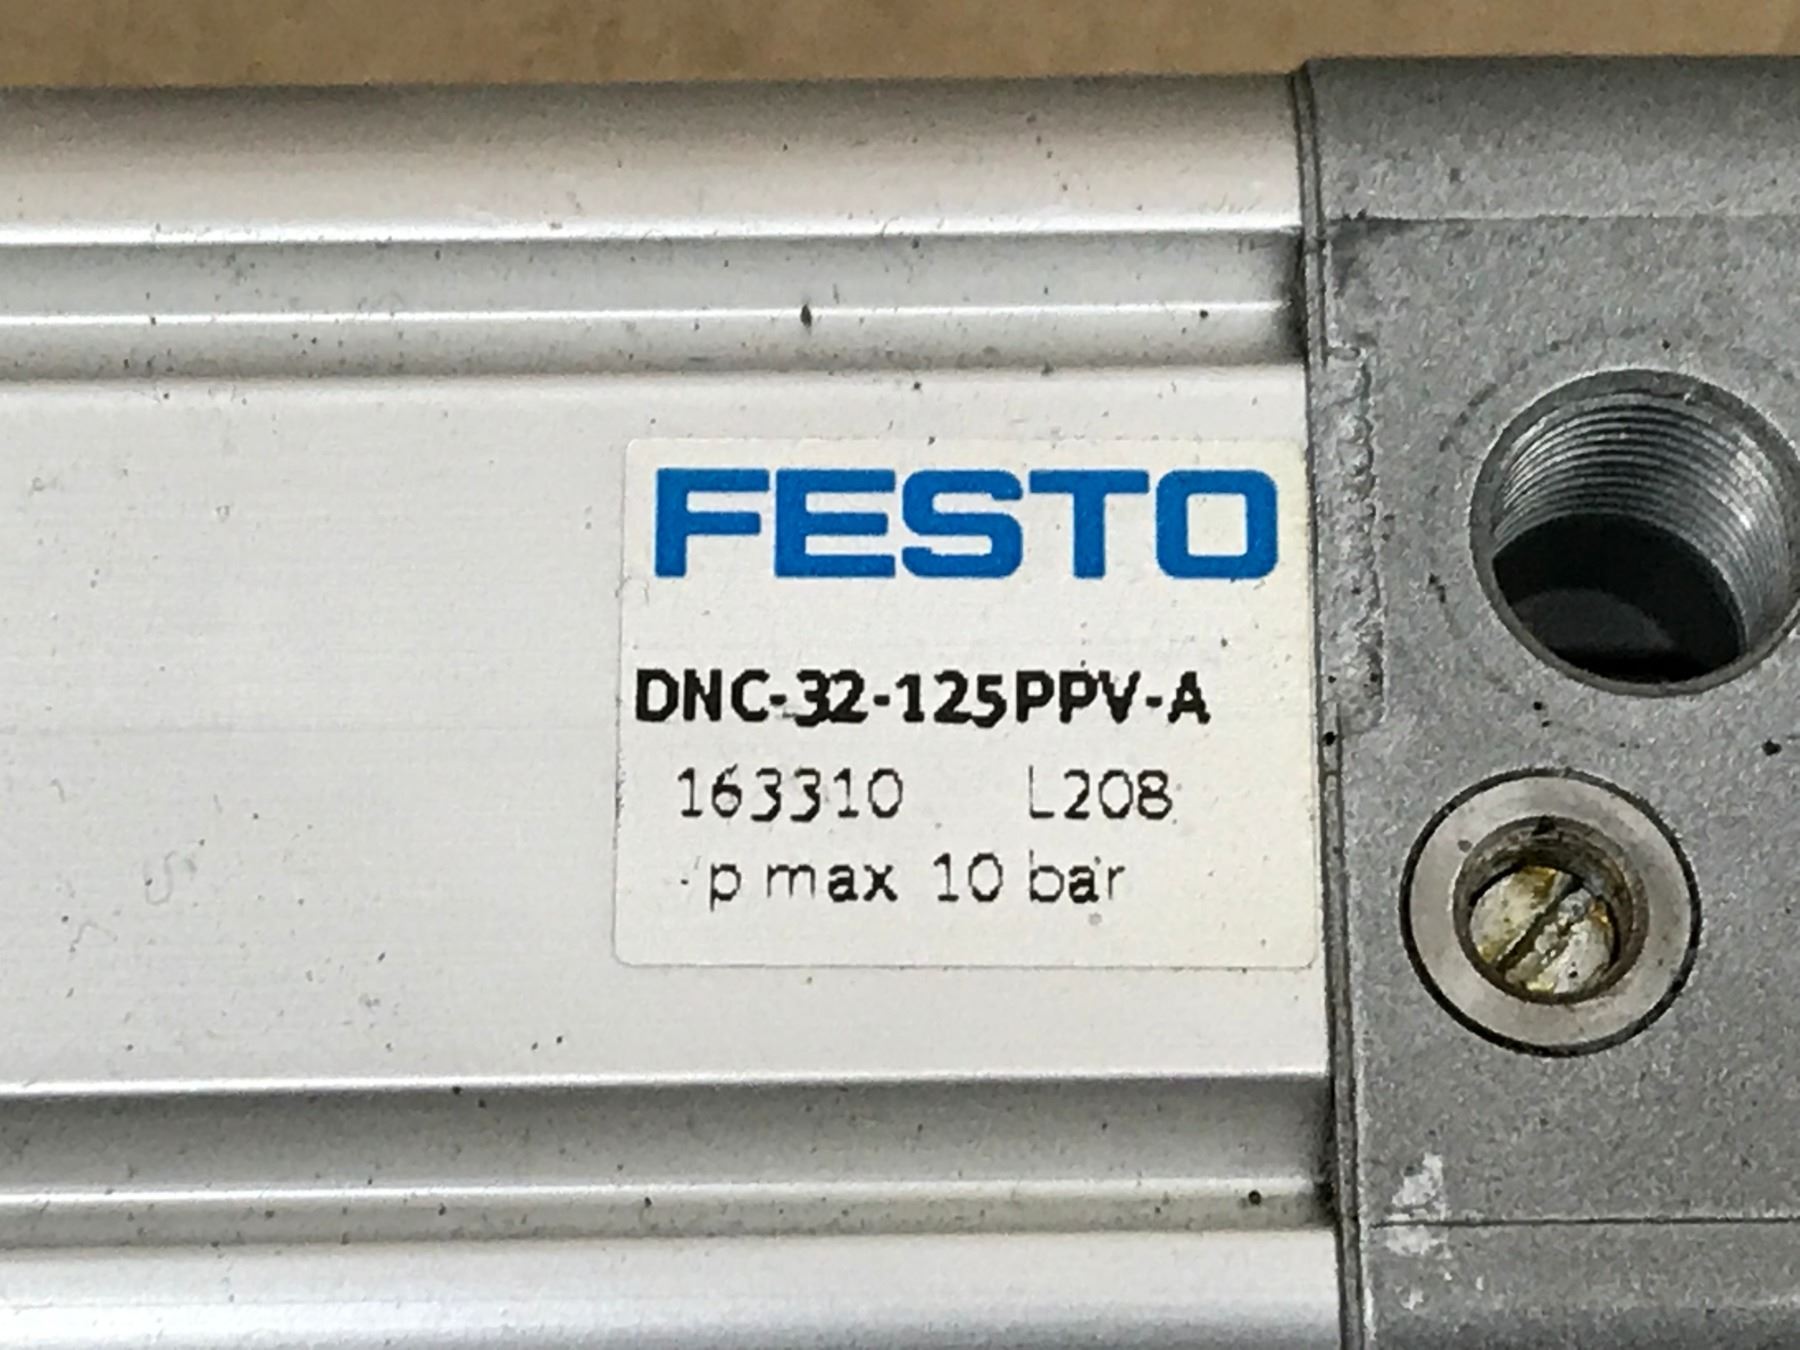 FESTO
DNC-32-125PPV-A
163310 L208
p max 10 bar